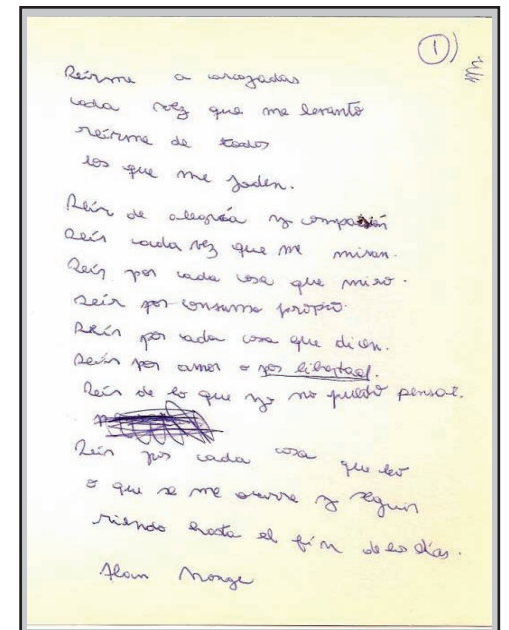 1)
Reírme a carcajadas
cada vez que me levanto
reírme de todos
los que me joden.
Reír de alegría y compasión
Reír cada vez que me miran.
Reír por cada cosa que miro.
Reír por consumo propio.
Reír por cada cosa que dicen.
Reír por amor o por libertad.
Reír de lo que yo no puedo pensar.
Reír por cada cosa que leo
o que se me ocurre y seguir
riendo hasta el fin de los días.
Alan Monge